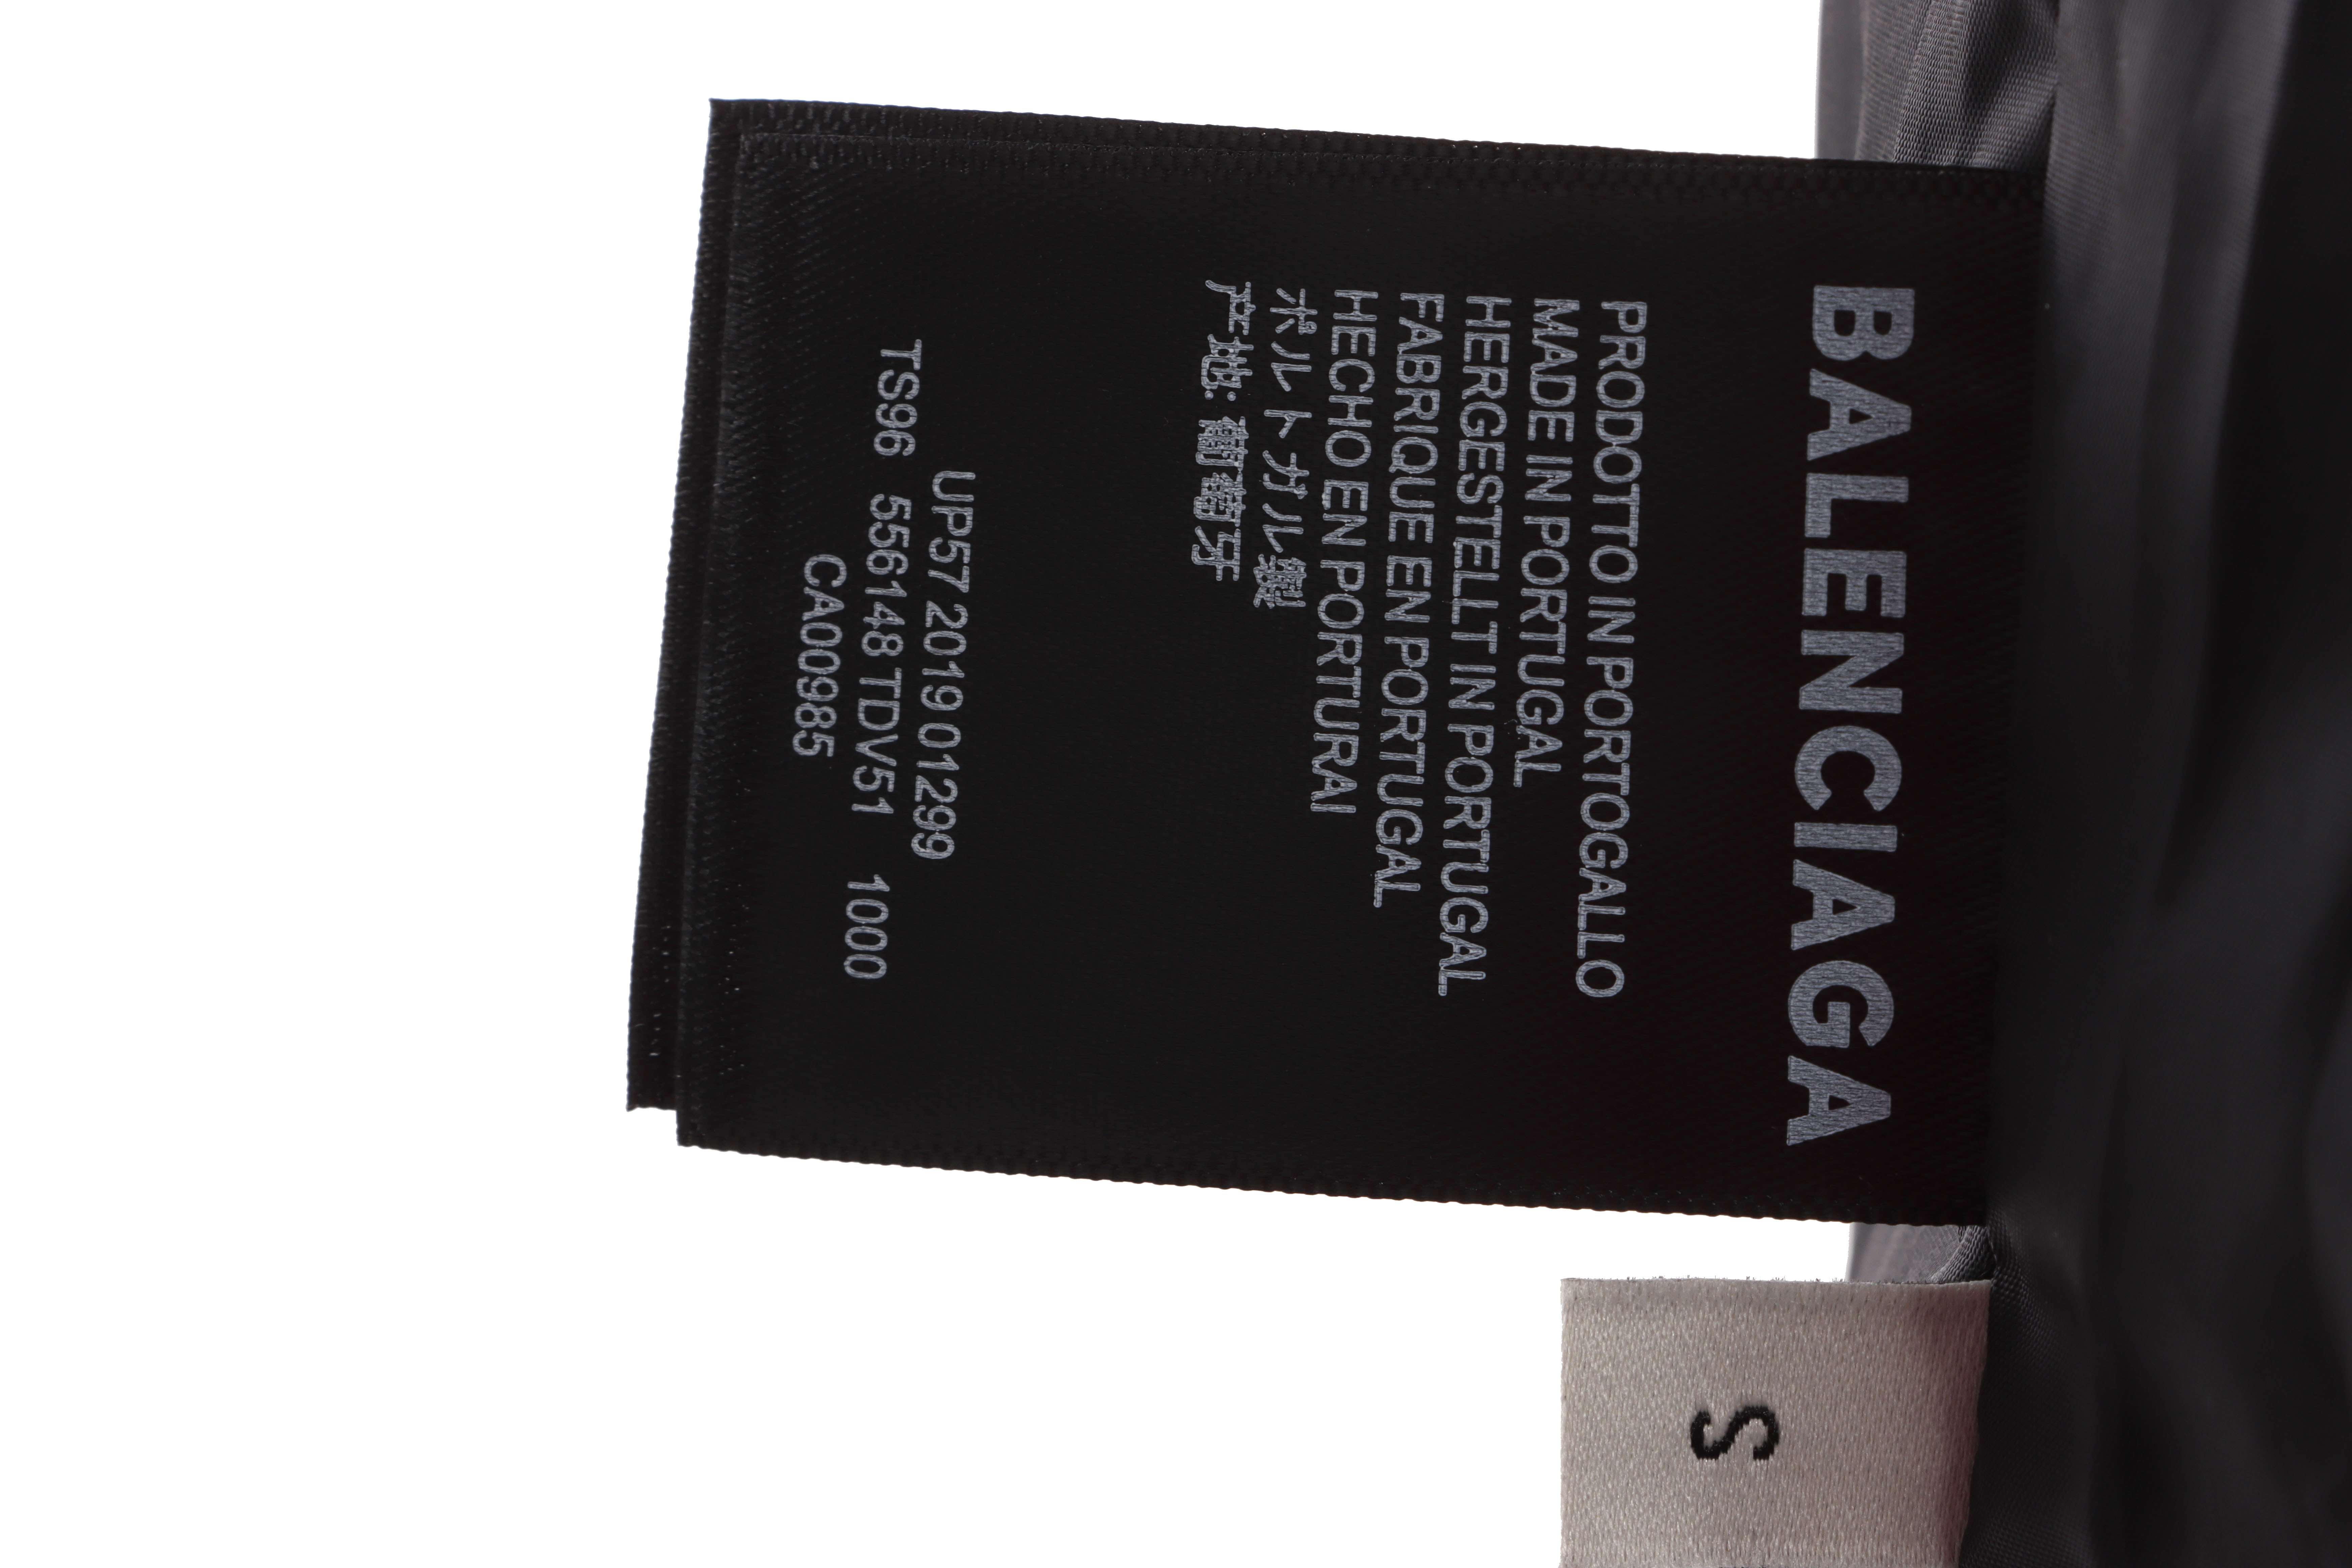 BALENCIAGA
PRODOTTO IN PORTOGALLO
MADE IN PORTUGAL
HERGESTELLT IN PORTUGAL
FABRIQUE EN PORTUGAL
HECHO EN PORTURAI
ポルトガル製
产地: 葡萄牙
UP57 2019 01299
TS96 556148 TDV51 1000
CA00985
S